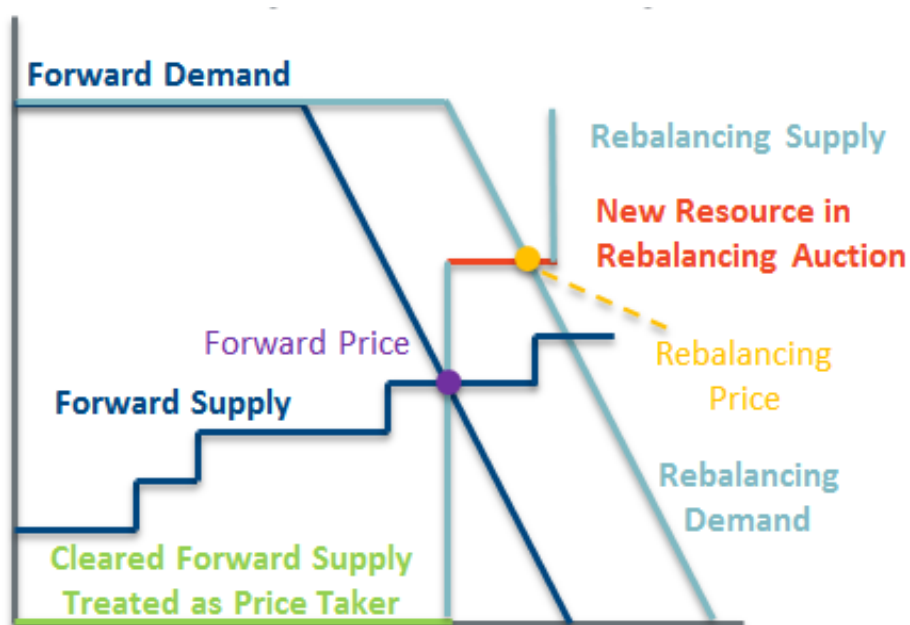 Forward Demand
Rebalancing Supply
New Resource in
Rebalancing Auction
Forward Price
Rebalancing
Price
Forward Supply
Rebalancing
Demand
Cleared Forward Supply
Treated as Price Taker